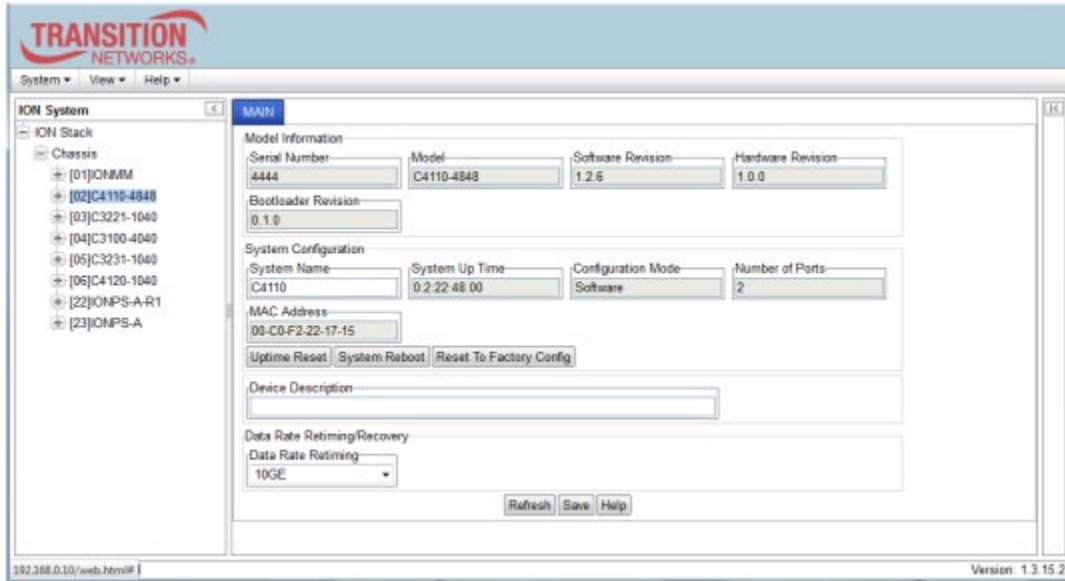 TRANSITION
NETWORKS®
System View Help
ION System
ION Stack
Chassis
[01]IONMM
[02]C4110-4848
[03]C3221-1040
[04]C3100-4040
[05]C3231-1040
[06]C4120-1040
[22]IONPS-A-R1
[23]IONPS-A
MAIN
Model Information
Serial Number Model Software Revision Hardware Revision
4444 C4110-4848 1.2.6 1.0.0
Bootloader Revision
0.1.0
System Configuration
System Name System Up Time Configuration Mode Number of Ports
C4110 0:2:22:48.00 Software 2
MAC Address
00-C0-F2-22-17-15
Uptime Reset System Reboot Reset To Factory Config
Device Description
Data Rate Retiming/Recovery
Data Rate Retiming
10GE
Refresh Save Help
192.168.0.10/web.html#
Version: 1.3.15.2